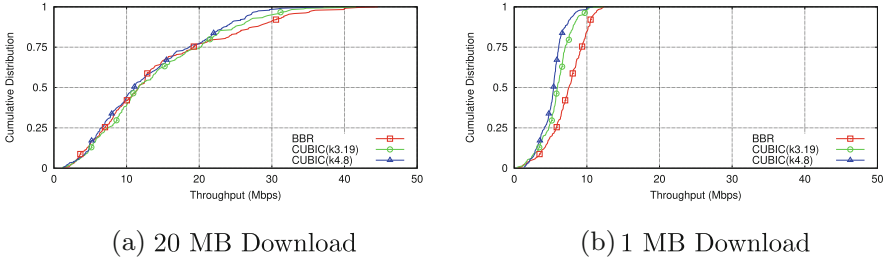 1
0.75
0.5
0.25
0
0 10 20 30 40 50
Cumulative Distribution
Throughput (Mbps)
BBR
CUBIC(k3.19)
CUBIC(k4.8)
(a) 20 MB Download
1
0.75
0.5
0.25
0
0 10 20 30 40 50
Cumulative Distribution
Throughput (Mbps)
BBR
CUBIC(k3.19)
CUBIC(k4.8)
(b) 1 MB Download